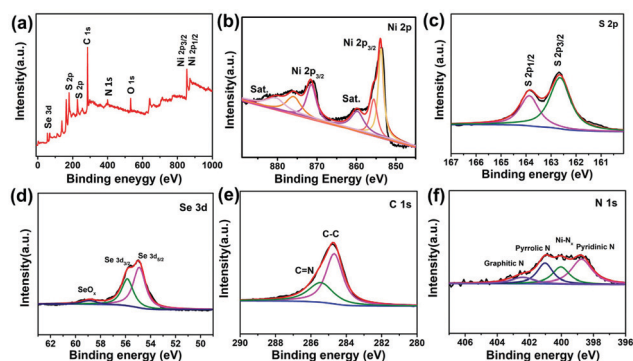 (a)
Intensity(a.u.)
Se 3d
S 2p
S 2p
C 1s
N 1s
O 1s
Ni 2p3/2
Ni 2p1/2
0 200 400 600 800 1000
Binding eneygy (eV)
(b)
Ni 2p
Intensity(a.u.)
Sat.
Ni 2p3/2
Sat.
Ni 2p3/2
880 870 860 850
Binding Energy (eV)
(c)
S 2p
Intensity(a.u.)
S 2p1/2
S 2p3/2
167 165 164 163 162 161
Binding energy (eV)
(d)
Se 3d
Intensity(a.u.)
SeOx
Se 3d3/2
Se 3d5/2
62 60 58 56 54 52 50
Binding energy (eV)
(e)
C 1s
Intensity(a.u.)
C=N
C-C
290 288 286 284 282 280
Binding energy (eV)
(f)
N 1s
Intensity(a.u.)
Graphitic N
Pyrrolic N
Ni-Nx
Pyridinic N
406 404 402 400 398 396
Binding energy (eV)